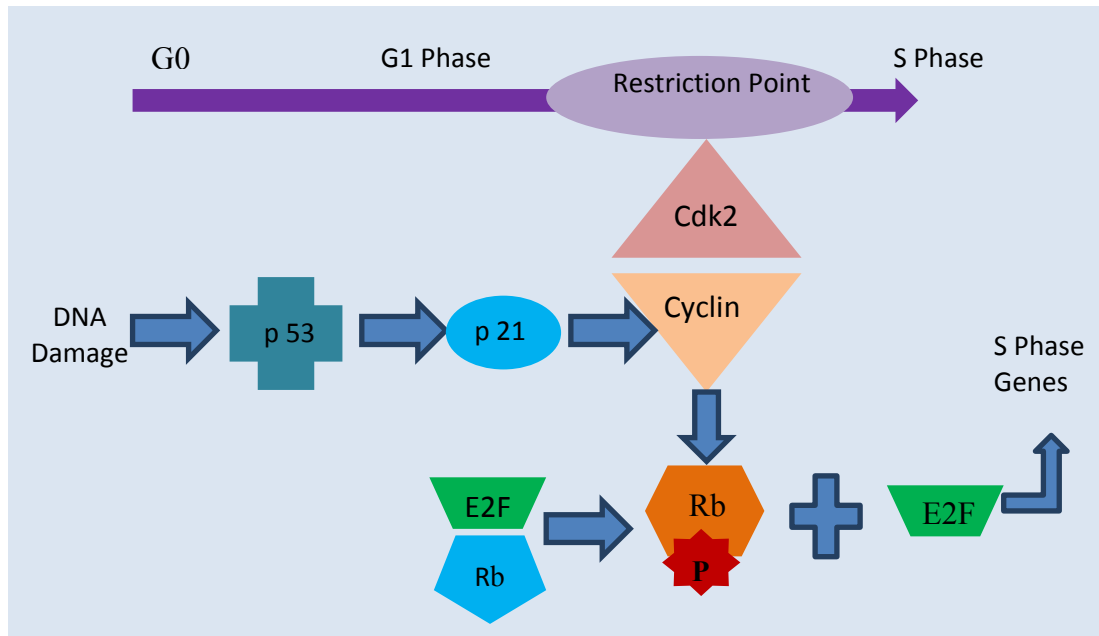 G0
G1 Phase
Restriction Point
S Phase
Cdk2
Cyclin
DNA
Damage
p 53
p 21
S Phase
Genes
E2F
Rb
Rb
P
E2F